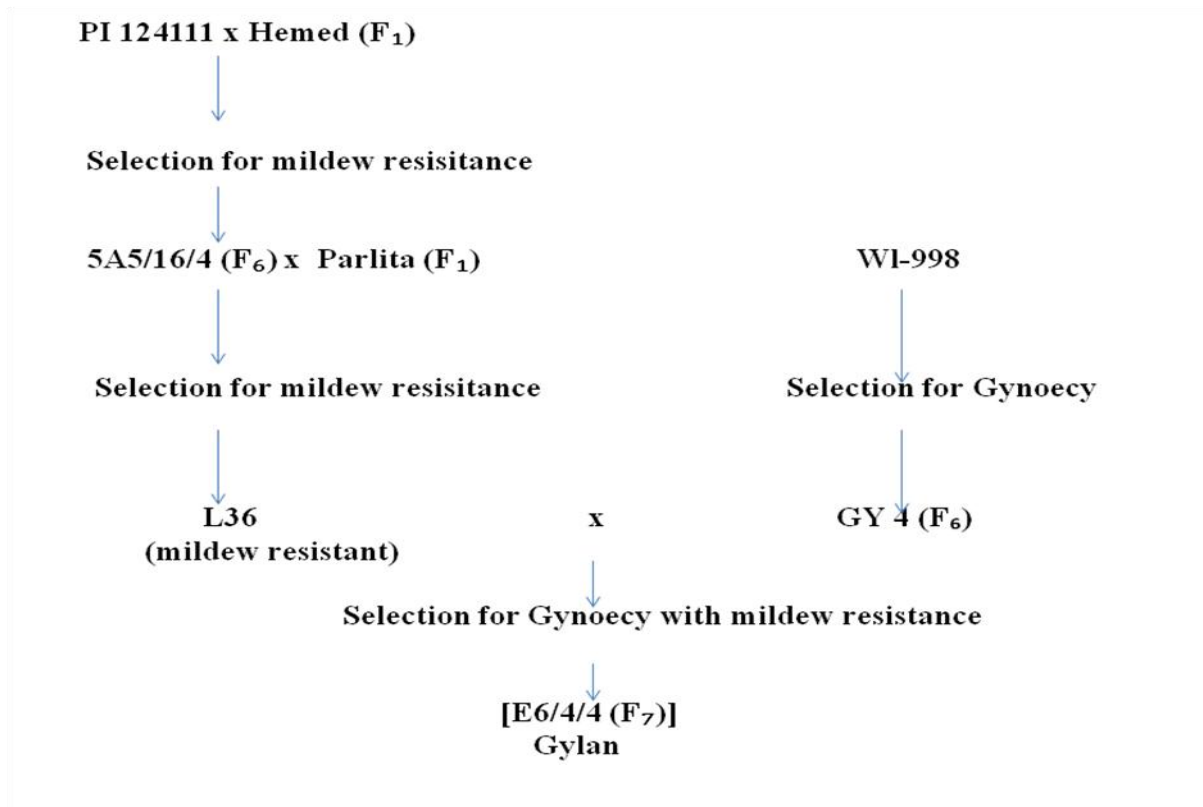 PI 124111 x Hemed (F₁)
Selection for mildew resisitance
5A5/16/4 (F₆) x Parlita (F₁)
WI-998
Selection for mildew resisitance
Selection for Gynoecy
L36
x
GY 4 (F₆)
(mildew resistant)
Selection for Gynoecy with mildew resistance
[E6/4/4 (F₇)]
Gylan